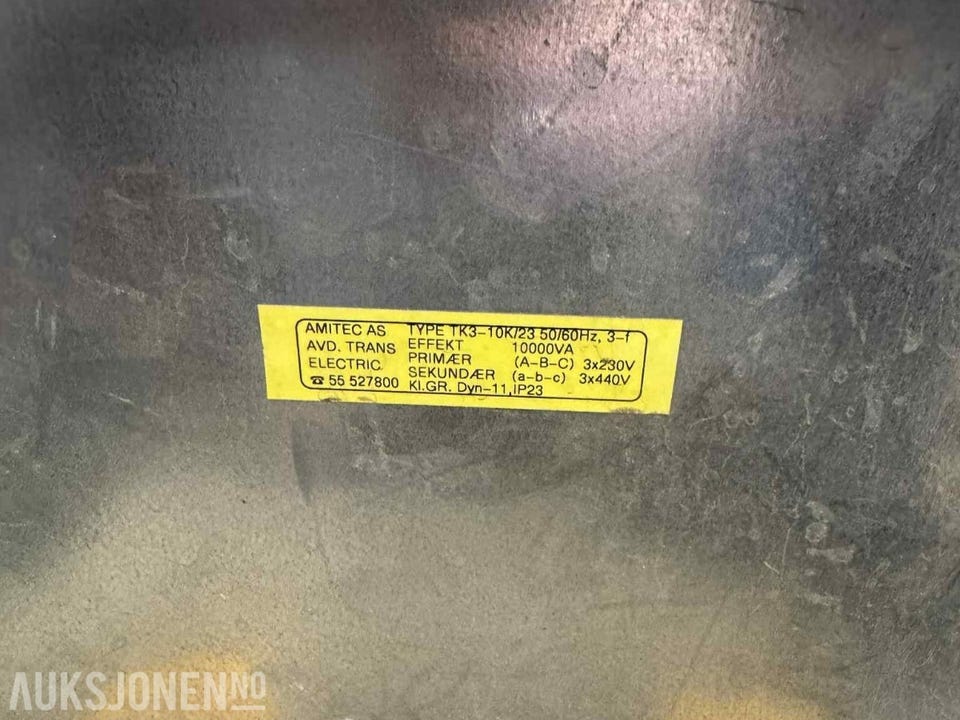 AMITEC AS TYPE TK3-10K/23 50/60Hz, 3-f
AVD. TRANS EFFEKT 10000VA
ELECTRIC PRIMÆR (A-B-C) 3x230V
SEKUNDÆR (a-b-c) 3x440V
☎ 55 527800 Kl.GR. Dyn-11,IP23
AUKSJONEN NO